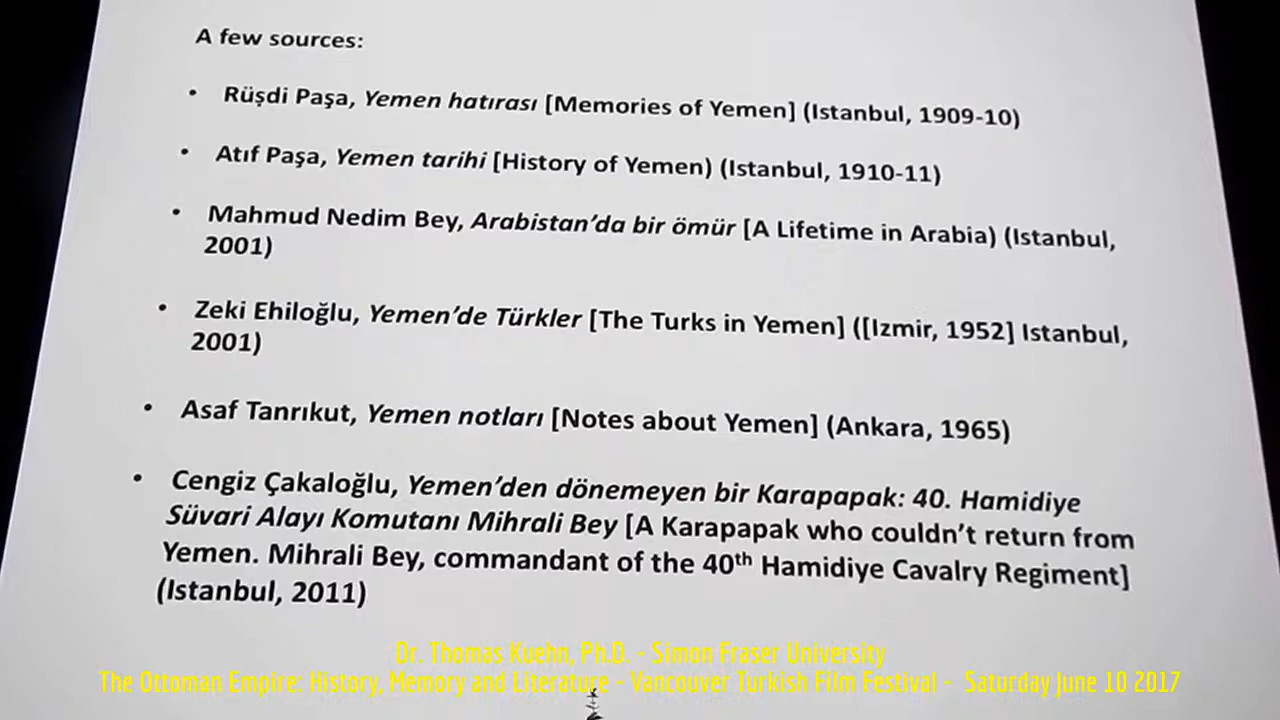 A few sources:
• Rüşdi Paşa, Yemen hatırası [Memories of Yemen] (Istanbul, 1909-10)
• Atıf Paşa, Yemen tarihi [History of Yemen) (Istanbul, 1910-11)
• Mahmud Nedim Bey, Arabistan’da bir ömür [A Lifetime in Arabia) (Istanbul,
2001)
• Zeki Ehiloğlu, Yemen’de Türkler [The Turks in Yemen] ([Izmir, 1952] Istanbul,
2001)
• Asaf Tanrıkut, Yemen notları [Notes about Yemen] (Ankara, 1965)
• Cengiz Çakaloğlu, Yemen’den dönemeyen bir Karapapak: 40. Hamidiye
Süvari Alayı Komutanı Mihrali Bey [A Karapapak who couldn’t return from
Yemen. Mihrali Bey, commandant of the 40th Hamidiye Cavalry Regiment]
(Istanbul, 2011)
Dr. Thomas Kuehn, Ph.D. - Simon Fraser University
The Ottoman Empire: History, Memory and Literature - Vancouver Turkish Film Festival - Saturday June 10 2017